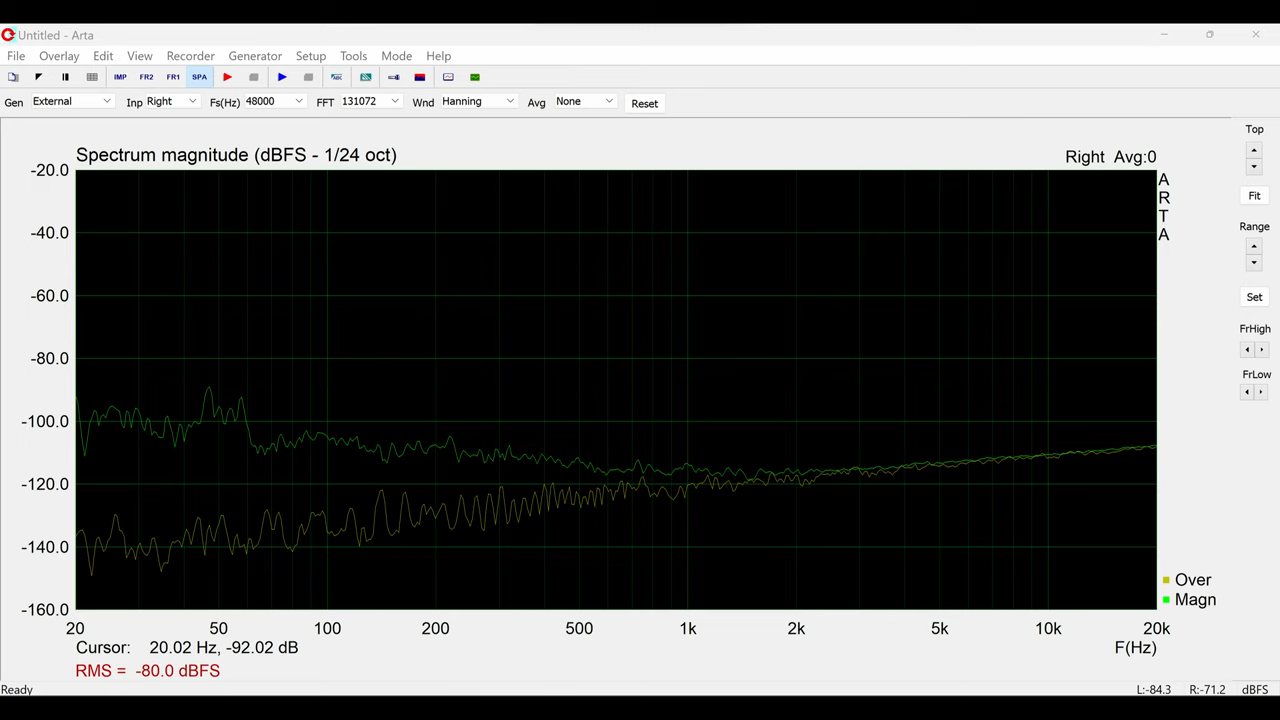 Untitled - Arta
File Overlay Edit View Recorder Generator Setup Tools Mode Help
IMP FR2 FR1 SPA
Gen External Inp Right Fs(Hz) 48000 FFT 131072 Wnd Hanning Avg None Reset
Top
Spectrum magnitude (dBFS - 1/24 oct) Right Avg:0
-20.0
A
R
T
A
Fit
Range
-40.0
-60.0
Set
FrHigh
-80.0
FrLow
-100.0
-120.0
-140.0
Over
Magn
-160.0
20 50 100 200 500 1k 2k 5k 10k 20k
Cursor: 20.02 Hz, -92.02 dB F(Hz)
RMS = -80.0 dBFS
Ready L:-84.3 R:-71.2 dBFS